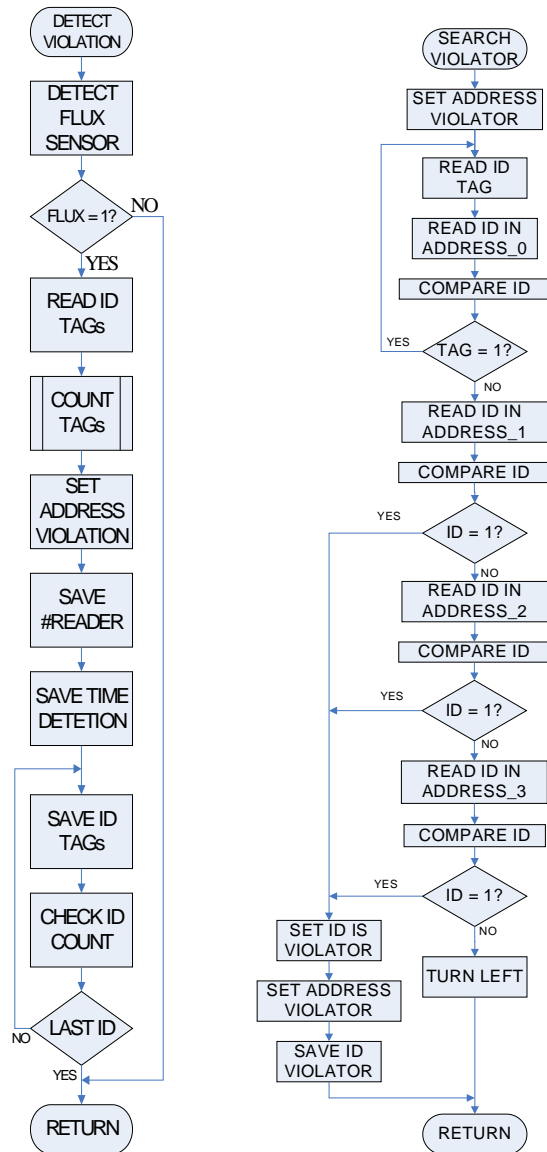 DETECT
VIOLATION
DETECT
FLUX
SENSOR
FLUX = 1?
NO
YES
READ ID
TAGs
COUNT
TAGs
SET
ADDRESS
VIOLATION
SAVE
#READER
SAVE TIME
DETETION
SAVE ID
TAGs
CHECK ID
COUNT
LAST ID
NO
YES
RETURN
SEARCH
VIOLATOR
SET ADDRESS
VIOLATOR
READ ID
TAG
READ ID IN
ADDRESS_0
COMPARE ID
YES
TAG = 1?
NO
READ ID IN
ADDRESS_1
COMPARE ID
YES
ID = 1?
NO
READ ID IN
ADDRESS_2
COMPARE ID
YES
ID = 1?
NO
READ ID IN
ADDRESS_3
COMPARE ID
YES
ID = 1?
NO
SET ID IS
VIOLATOR
TURN LEFT
SET ADDRESS
VIOLATOR
SAVE ID
VIOLATOR
RETURN